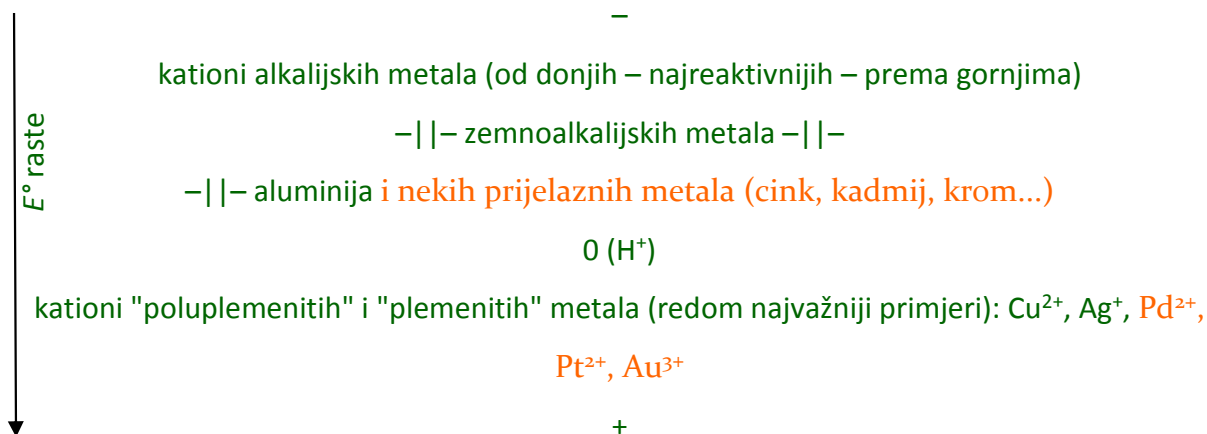 –
kationi alkalijskih metala (od donjih – najreaktivnijih – prema gornjima)
–||– zemnoalkalijskih metala –||–
–||– aluminija i nekih prijelaznih metala (cink, kadmij, krom...)
0 (H⁺)
kationi "poluplemenitih" i "plemenitih" metala (redom najvažniji primjeri): Cu²⁺, Ag⁺, Pd²⁺,
Pt²⁺, Au³⁺
+
E° raste